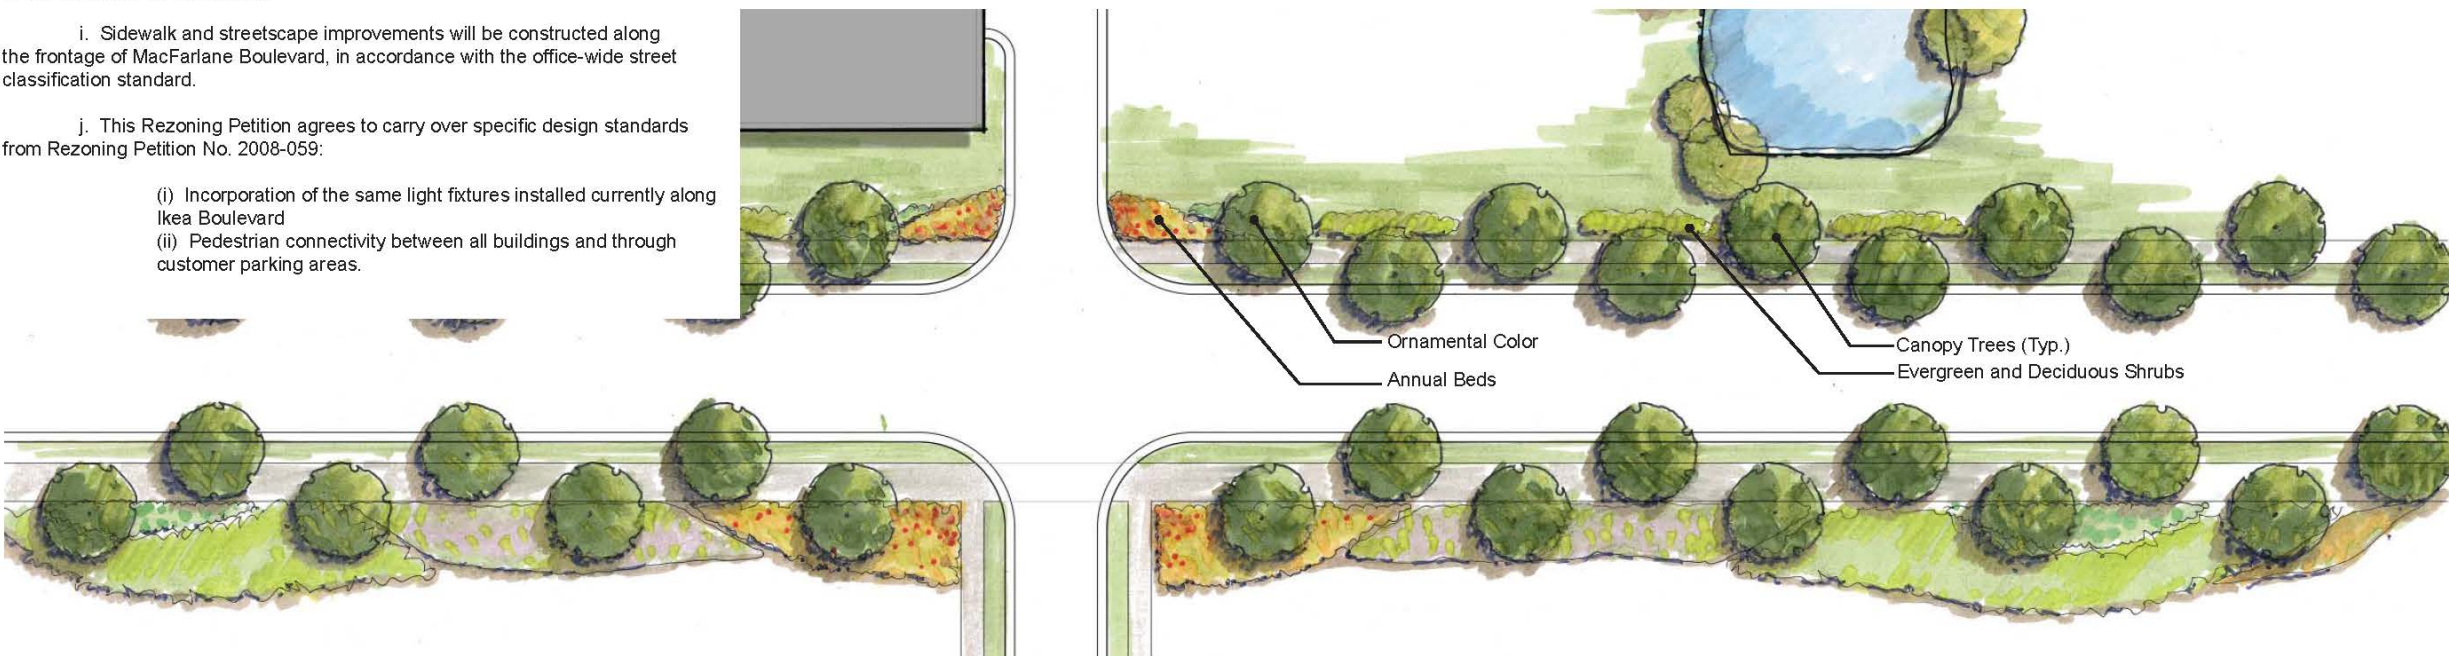 i. Sidewalk and streetscape improvements will be constructed along
the frontage of MacFarlane Boulevard, in accordance with the office-wide street
classification standard.
j. This Rezoning Petition agrees to carry over specific design standards
from Rezoning Petition No. 2008-059:
(i) Incorporation of the same light fixtures installed currently along
Ikea Boulevard
(ii) Pedestrian connectivity between all buildings and through
customer parking areas.
Ornamental Color
Annual Beds
Canopy Trees (Typ.)
Evergreen and Deciduous Shrubs